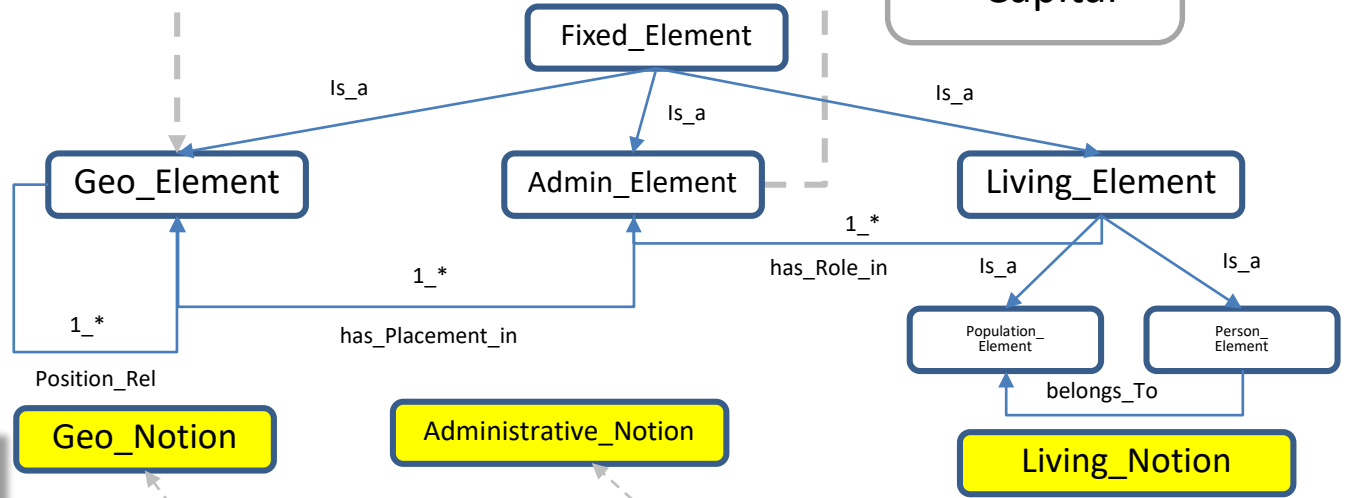 Capital
Fixed_Element
Is_a
Is_a
Is_a
Geo_Element
Admin_Element
Living_Element
1_*
has_Role_in
Is_a
Is_a
1_*
has_Placement_in
1_*
Position_Rel
Population_
Element
Person_
Element
belongs_To
Geo_Notion
Administrative_Notion
Living_Notion